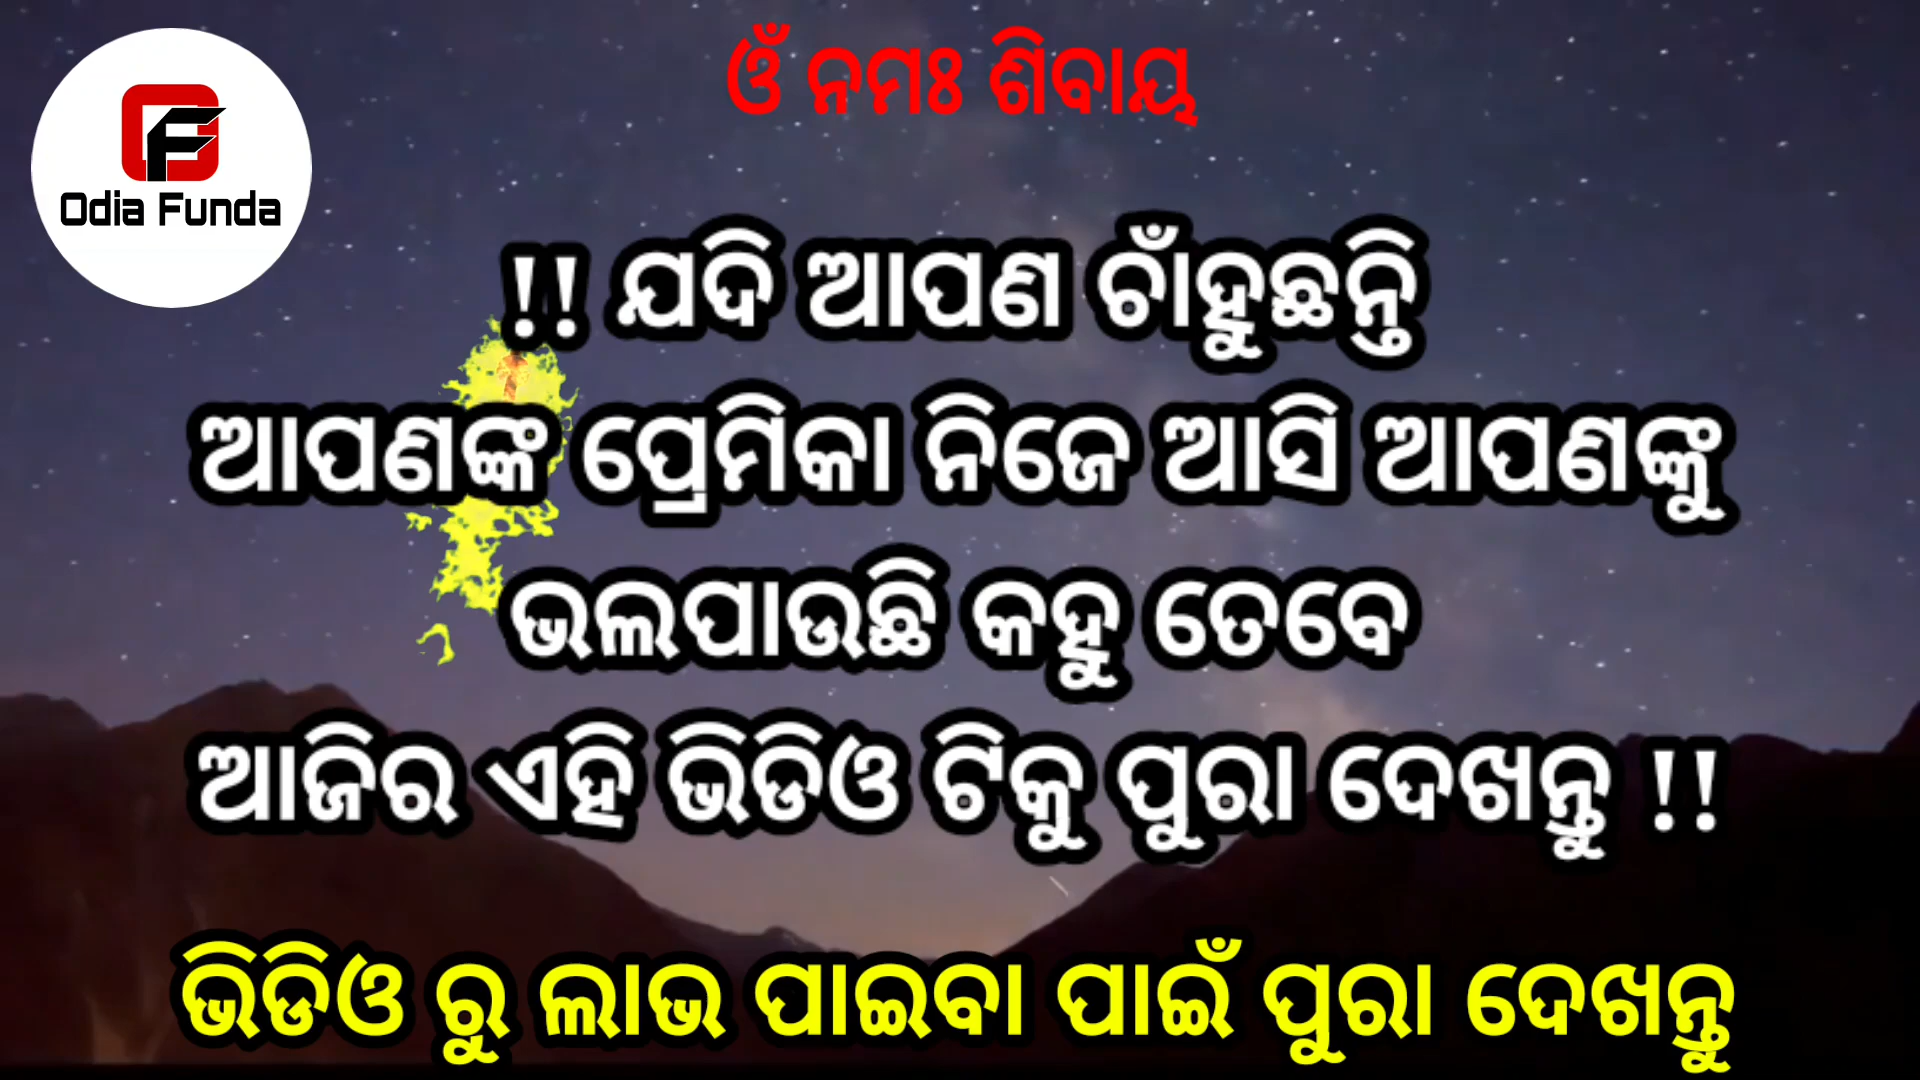 ଓଁ ନମଃ ଶିବାୟ
Odia Funda
!! ଯଦି ଆପଣ ଚାଁହୁଛନ୍ତି
ଆପଣଙ୍କ ପ୍ରେମିକା ନିଜେ ଆସି ଆପଣଙ୍କୁ
ଭଲପାଉଛି କହୁ ତେବେ
ଆଜିର ଏହି ଭିଡିଓ ଟିକୁ ପୁରା ଦେଖନ୍ତୁ !!
ଭିଡିଓ ରୁ ଲାଭ ପାଇବା ପାଇଁ ପୁରା ଦେଖନ୍ତୁ